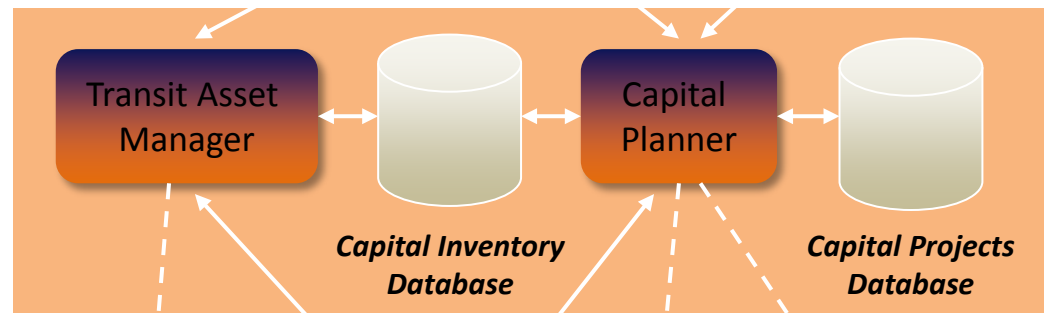 Transit Asset
Manager
Capital
Planner
Capital Inventory
Database
Capital Projects
Database